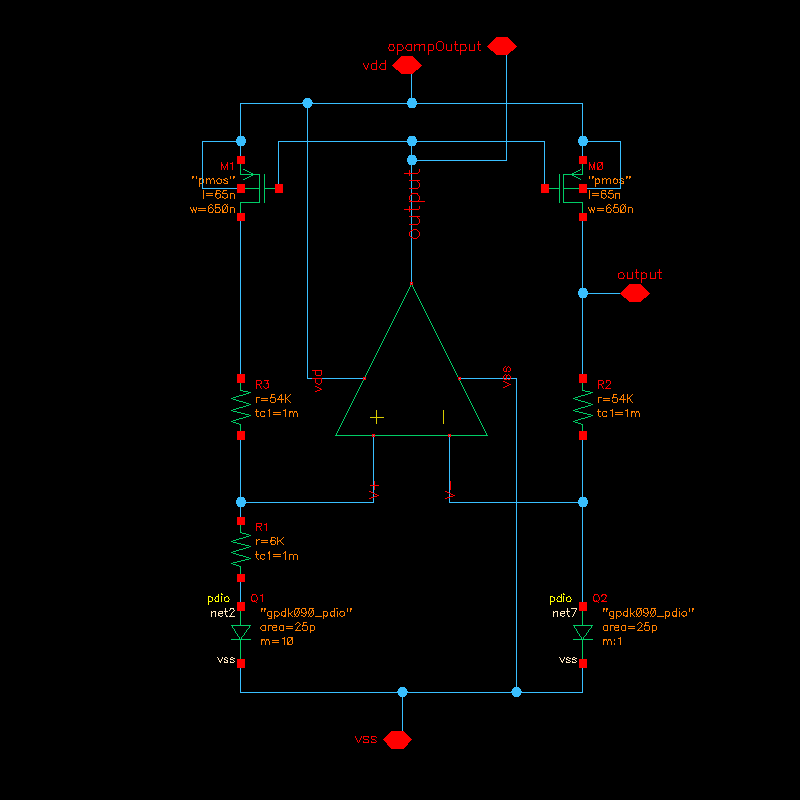 opampOutput
vdd
M1
"pmos"
l=65n
w=650n
M0
"pmos"
l=65n
w=650n
output
output
vdd
vss
R3
r=54K
tc1=1m
R2
r=54K
tc1=1m
+
−
V+
V-
R1
r=6K
tc1=1m
pdio
Q1
net2
"gpdk090_pdio"
area=25p
m=10
vss
pdio
Q2
net7
"gpdk090_pdio"
area=25p
m:1
vss
vss